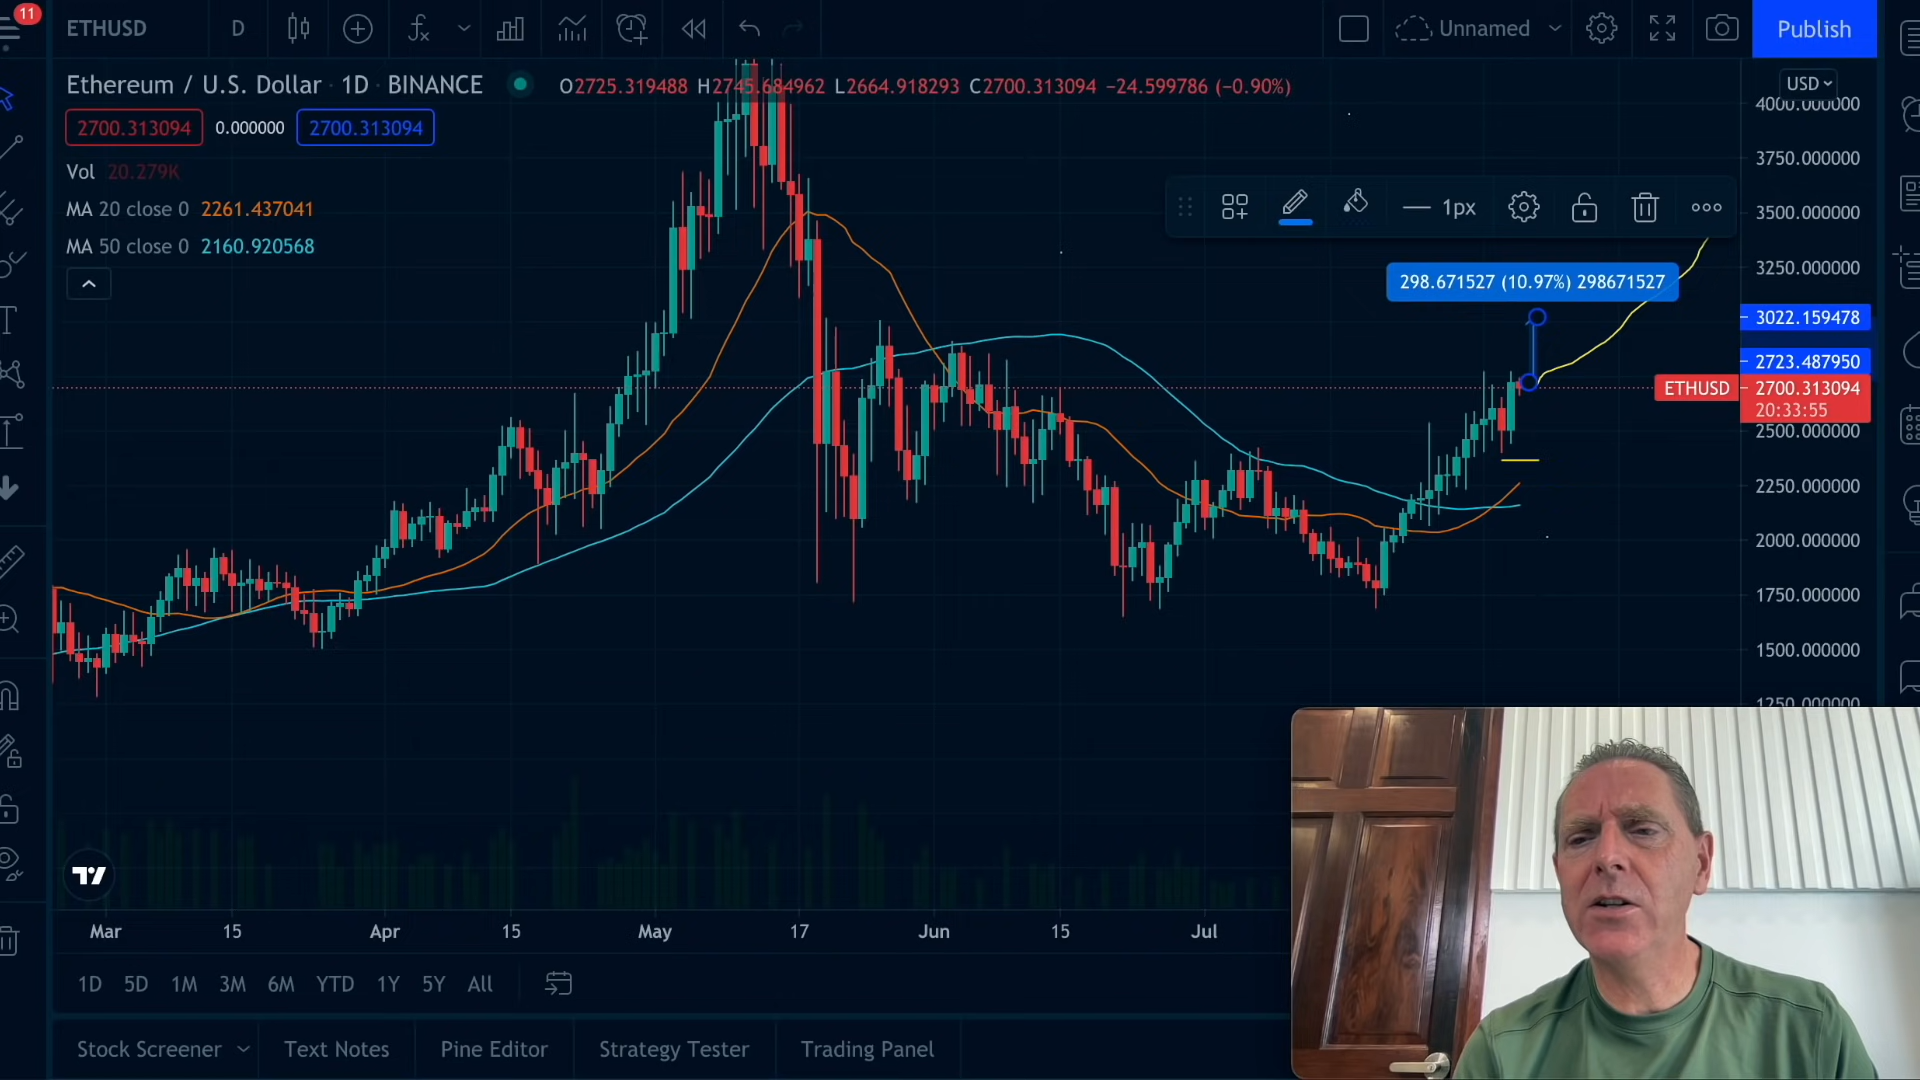 11
ETHUSD D Unnamed Publish
Ethereum / U.S. Dollar · 1D · BINANCE O2725.319488 H2745.684962 L2664.918293 C2700.313094 −24.599786 (−0.90%)
USD
2700.313094 0.000000 2700.313094
4000.000000
Vol 20.279K
3750.000000
MA 20 close 0 2261.437041
1px
3500.000000
MA 50 close 0 2160.920568
3250.000000
298.671527 (10.97%) 298671527
3022.159478
2723.487950
ETHUSD 2700.313094
20:33:55
2500.000000
2250.000000
2000.000000
1750.000000
1500.000000
1250.000000
Mar 15 Apr 15 May 17 Jun 15 Jul
1D 5D 1M 3M 6M YTD 1Y 5Y All
Stock Screener Text Notes Pine Editor Strategy Tester Trading Panel